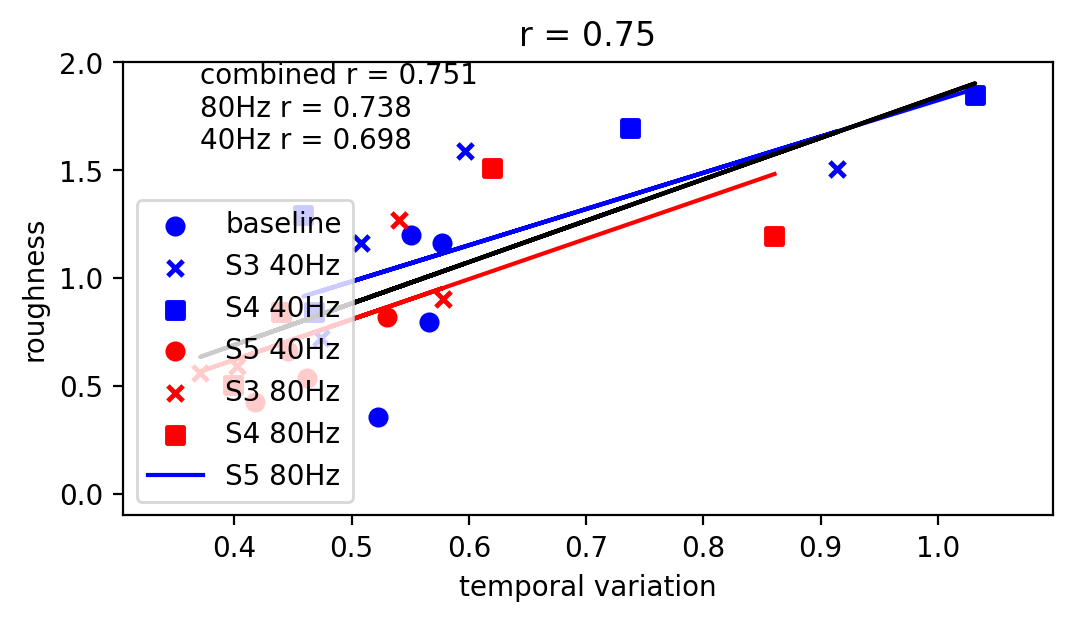 r = 0.75
combined r = 0.751
80Hz r = 0.738
40Hz r = 0.698
2.0
1.5
1.0
0.5
0.0
roughness
baseline
S3 40Hz
S4 40Hz
S5 40Hz
S3 80Hz
S4 80Hz
S5 80Hz
0.4 0.5 0.6 0.7 0.8 0.9 1.0
temporal variation